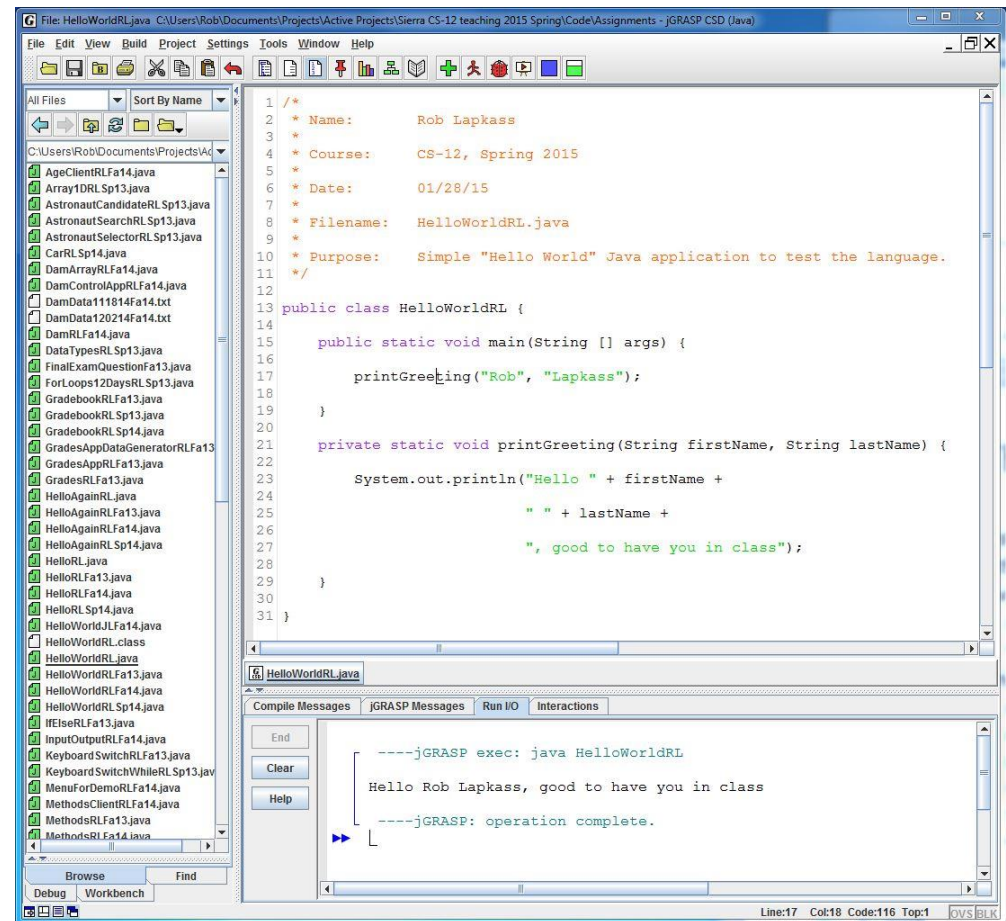 File: HelloWorldRL.java C:\Users\Rob\Documents\Projects\Active Projects\Sierra CS-12 teaching 2015 Spring\Code\Assignments - jGRASP CSD (Java)
File Edit View Build Project Settings Tools Window Help
All Files Sort By Name
C:\Users\Rob\Documents\Projects\Ac
AgeClientRLFa14.java
Array1DRLSp13.java
AstronautCandidateRLSp13.java
AstronautSearchRLSp13.java
AstronautSelectorRLSp13.java
CarRLSp14.java
DamArrayRLFa14.java
DamControlAppRLFa14.java
DamData111814Fa14.txt
DamData120214Fa14.txt
DamRLFa14.java
DataTypesRLSp13.java
FinalExamQuestionFa13.java
ForLoops12DaysRLSp13.java
GradebookRLFa13.java
GradebookRLSp13.java
GradebookRLSp14.java
GradesAppDataGeneratorRLFa13
GradesAppRLFa13.java
GradesRLFa13.java
HelloAgainRL.java
HelloAgainRLFa13.java
HelloAgainRLFa14.java
HelloAgainRLSp14.java
HelloRL.java
HelloRLFa13.java
HelloRLFa14.java
HelloRLSp14.java
HelloWorldJLFa14.java
HelloWorldRL.class
HelloWorldRL.java
HelloWorldRLFa13.java
HelloWorldRLFa14.java
HelloWorldRLSp14.java
IfElseRLFa13.java
InputOutputRLFa14.java
KeyboardSwitchRLFa13.java
KeyboardSwitchWhileRLSp13.jav
MenuForDemoRLFa14.java
MethodsClientRLFa14.java
MethodsRLFa13.java
MethodsRLFa14.java
Browse Find
Debug Workbench
1 /*
2 * Name: Rob Lapkass
3 *
4 * Course: CS-12, Spring 2015
5 *
6 * Date: 01/28/15
7 *
8 * Filename: HelloWorldRL.java
9 *
10 * Purpose: Simple "Hello World" Java application to test the language.
11 */
12
13 public class HelloWorldRL {
14
15 public static void main(String [] args) {
16
17 printGreeting("Rob", "Lapkass");
18
19 }
20
21 private static void printGreeting(String firstName, String lastName) {
22
23 System.out.println("Hello " + firstName +
24
25 " " + lastName +
26
27 ", good to have you in class");
28
29 }
30
31 }
HelloWorldRL.java
Compile Messages jGRASP Messages Run I/O Interactions
End
Clear
Help
----jGRASP exec: java HelloWorldRL
Hello Rob Lapkass, good to have you in class
----jGRASP: operation complete.
Line:17 Col:18 Code:116 Top:1 OVS BLK